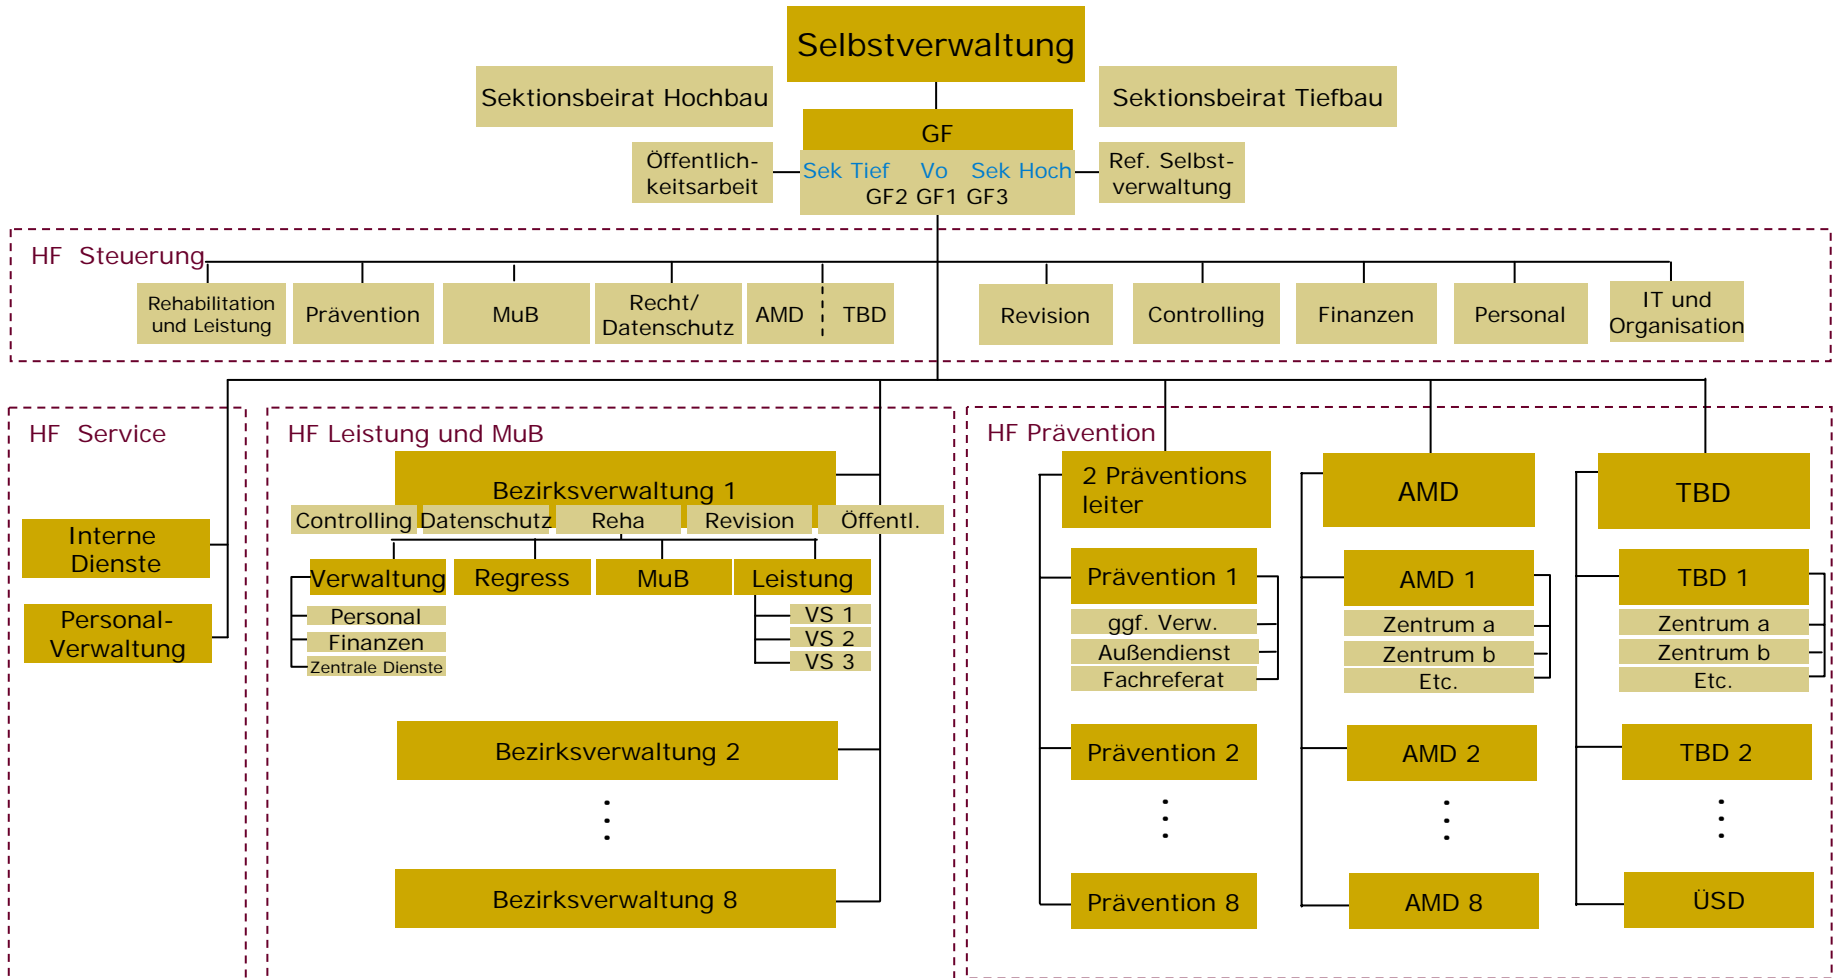 Selbstverwaltung
Sektionsbeirat Hochbau
Sektionsbeirat Tiefbau
GF
Öffentlich-
keitsarbeit
Sek Tief Vo Sek Hoch
GF2 GF1 GF3
Ref. Selbst-
verwaltung
HF Steuerung
Rehabilitation
und Leistung
Prävention
MuB
Recht/
Datenschutz
AMD
TBD
Revision
Controlling
Finanzen
Personal
IT und
Organisation
HF Service
Interne
Dienste
Personal-
Verwaltung
HF Leistung und MuB
Bezirksverwaltung 1
Controlling
Datenschutz
Reha
Revision
Öffentl.
Verwaltung
Regress
MuB
Leistung
Personal
Finanzen
Zentrale Dienste
VS 1
VS 2
VS 3
Bezirksverwaltung 2
Bezirksverwaltung 8
HF Prävention
2 Präventions
leiter
Prävention 1
ggf. Verw.
Außendienst
Fachreferat
Prävention 2
Prävention 8
AMD
AMD 1
Zentrum a
Zentrum b
Etc.
AMD 2
AMD 8
TBD
TBD 1
Zentrum a
Zentrum b
Etc.
TBD 2
ÜSD